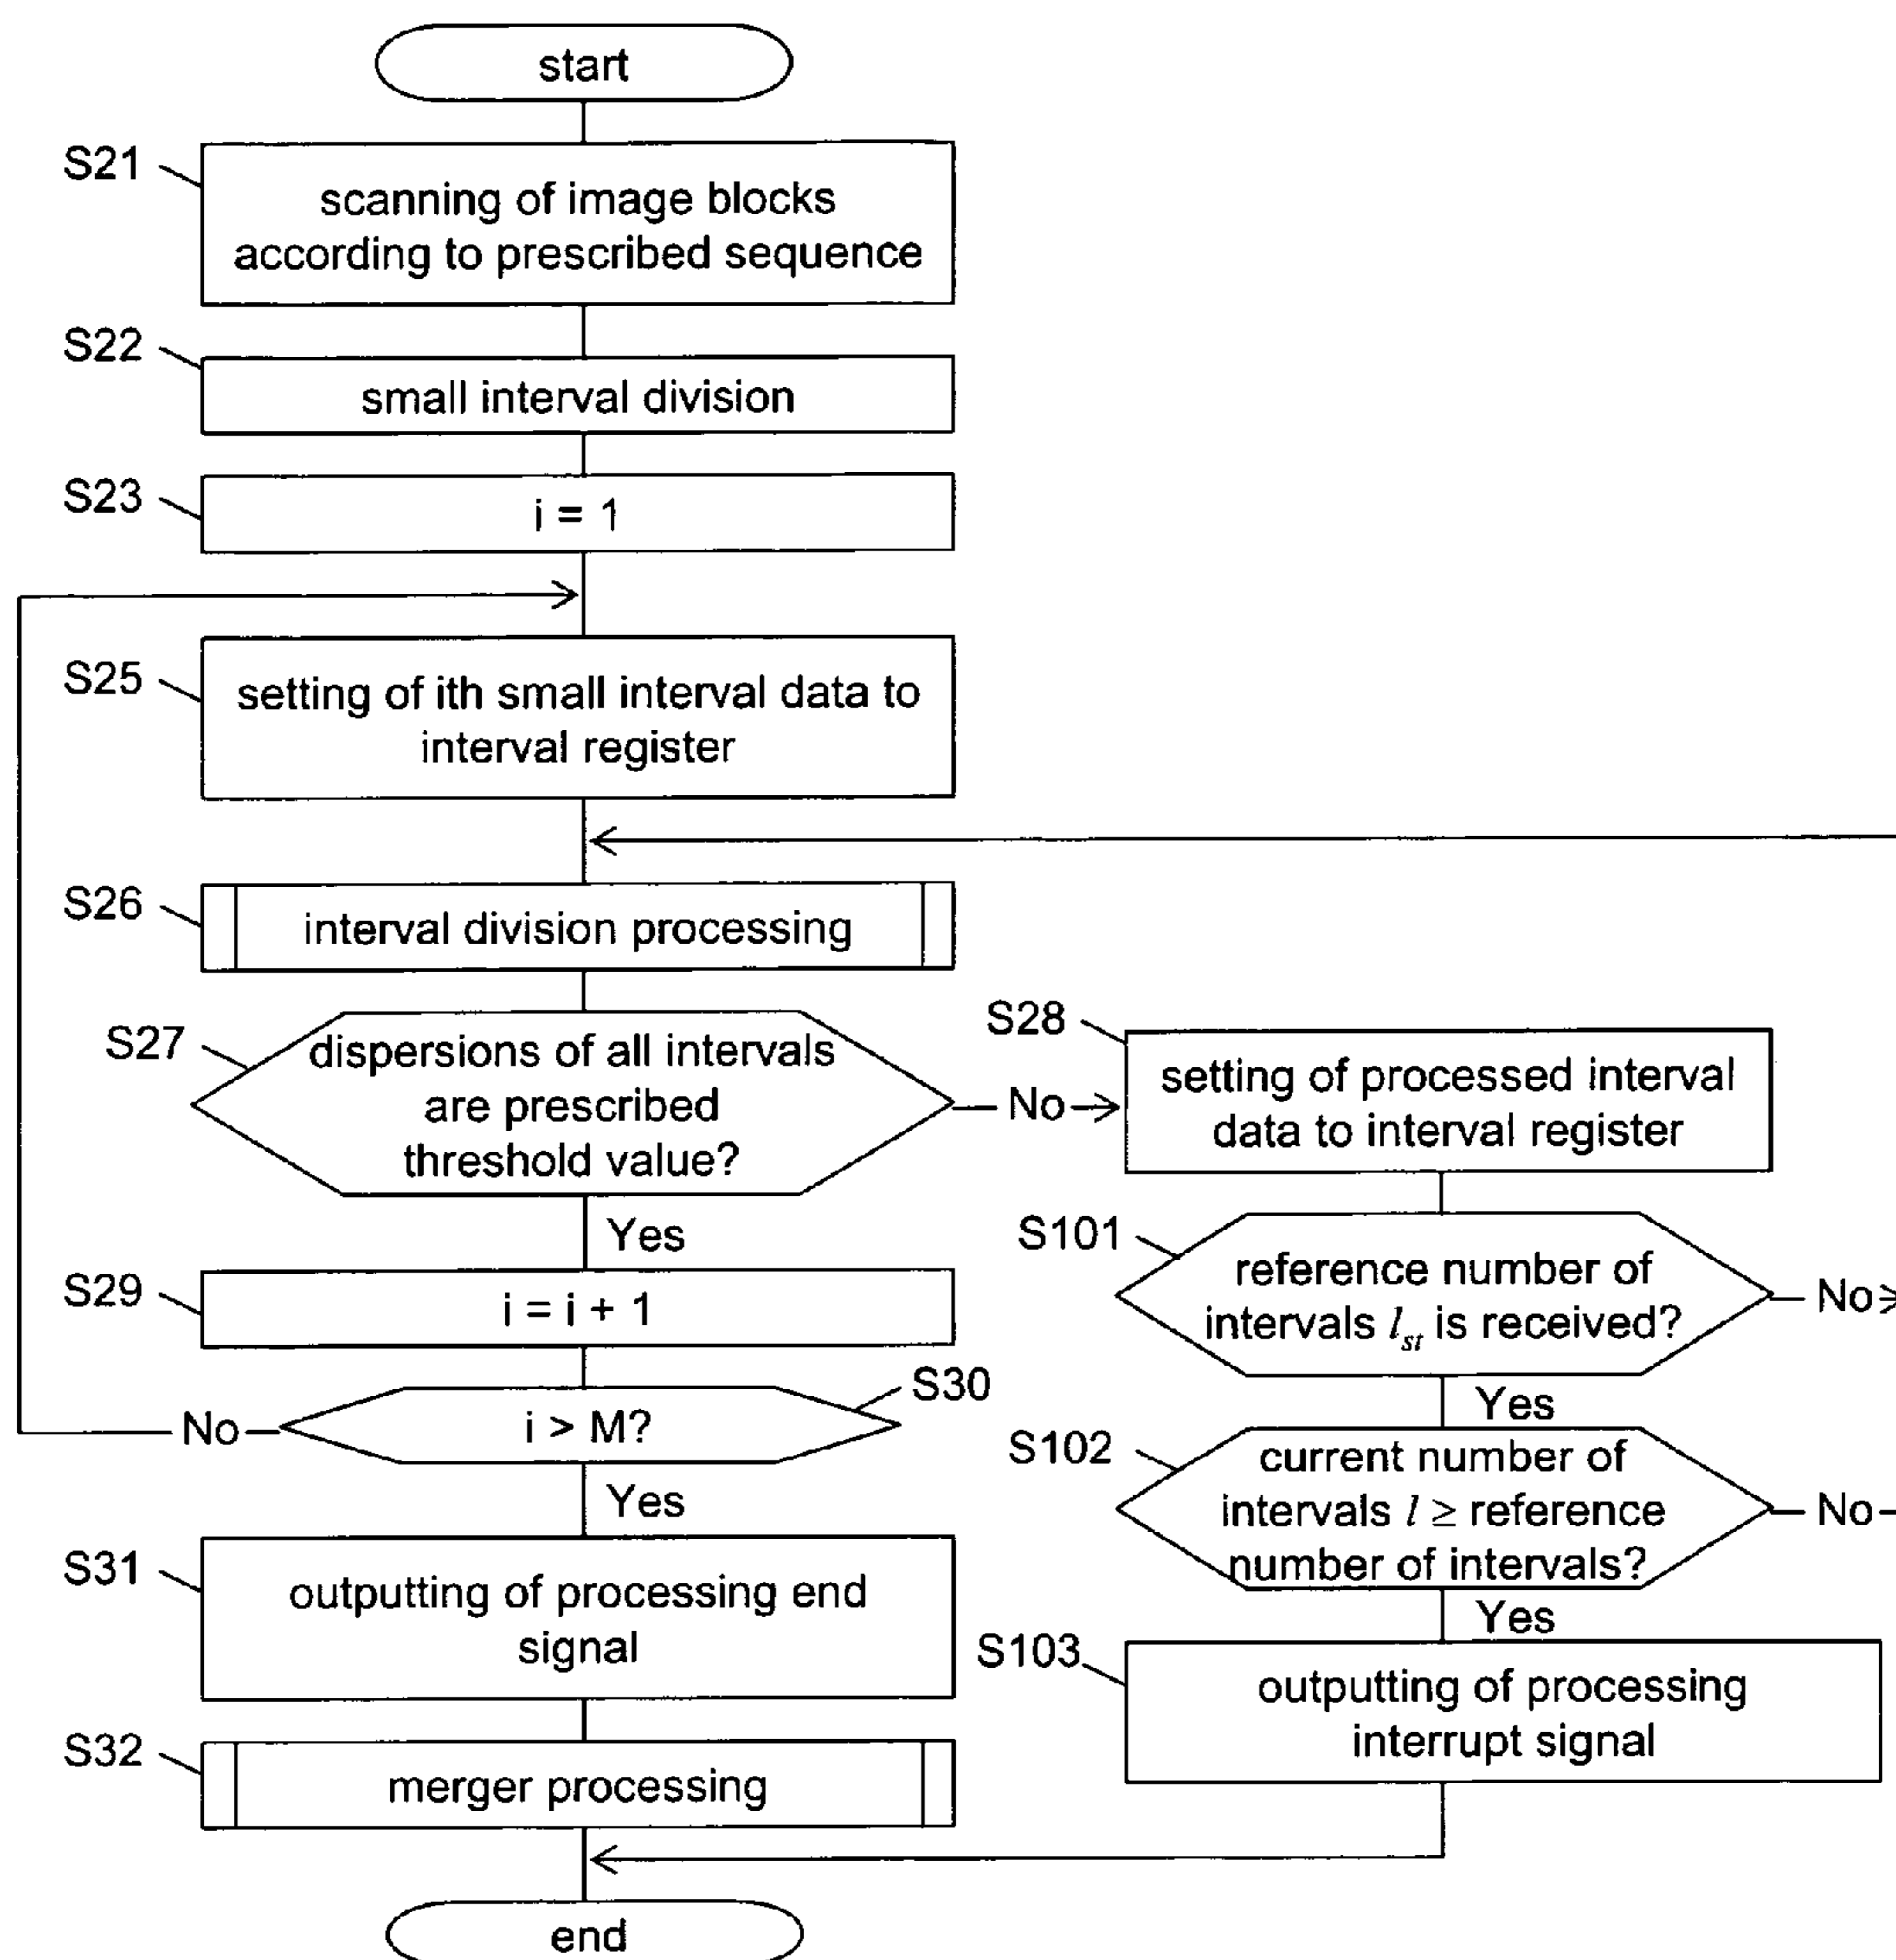 start
S21
scanning of image blocks
according to prescribed sequence
S22
small interval division
S23
i = 1
S25
setting of ith small interval data to
interval register
S26
interval division processing
S27
dispersions of all intervals
are prescribed
threshold value?
No
S28
setting of processed interval
data to interval register
Yes
S101
reference number of
intervals l_st is received?
No
S29
i = i + 1
Yes
S30
i > M?
No
S102
current number of
intervals l ≥ reference
number of intervals?
No
Yes
Yes
S31
outputting of processing end
signal
S103
outputting of processing
interrupt signal
S32
merger processing
end